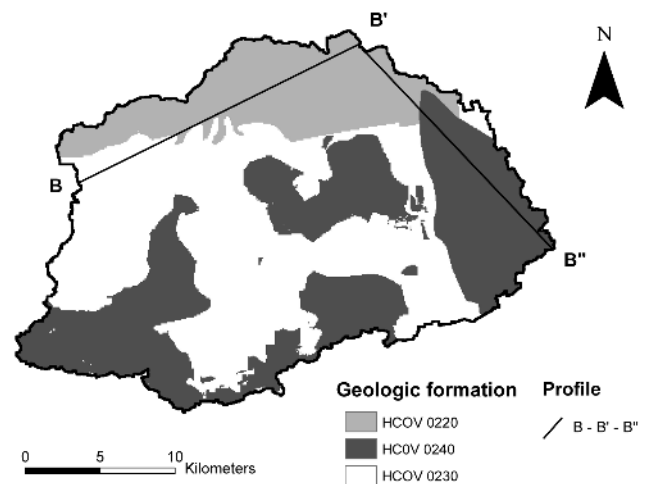 B'
N
B
B"
Geologic formation
Profile
HCOV 0220
B - B' - B"
HC0V 0240
HCOV 0230
0 5 10
Kilometers